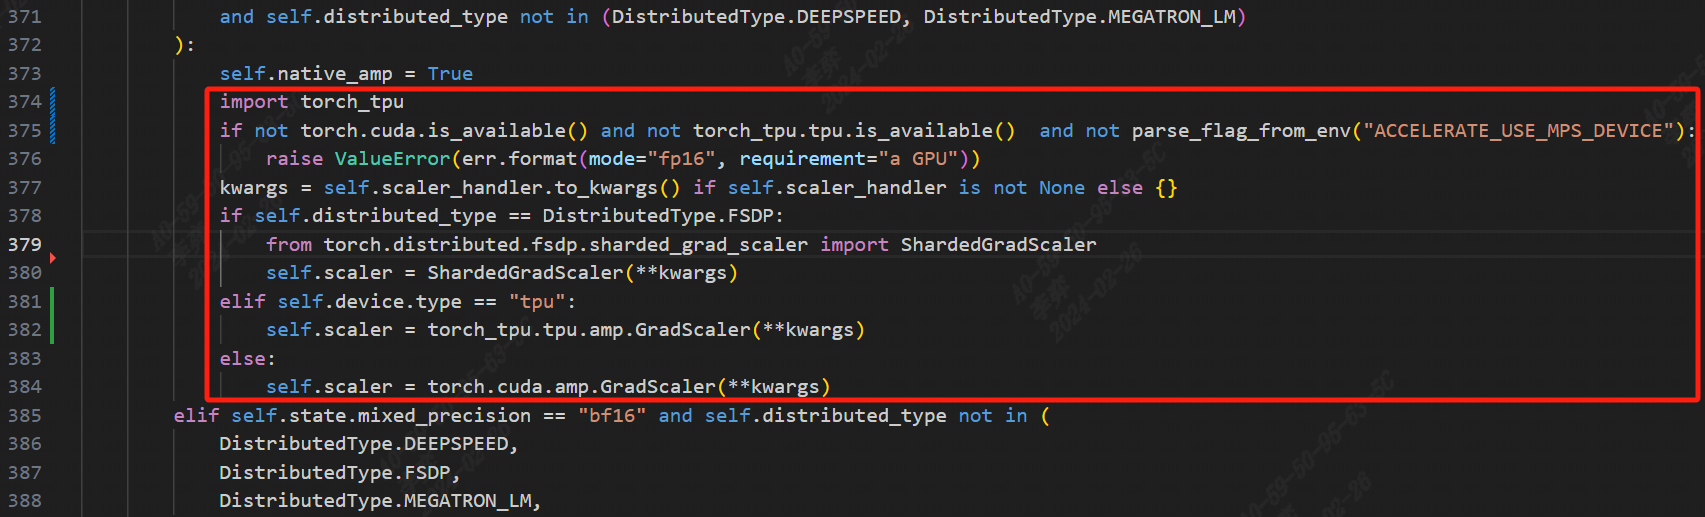 371 and self.distributed_type not in (DistributedType.DEEPSPEED, DistributedType.MEGATRON_LM)
372 ):
373 self.native_amp = True
374 import torch_tpu
375 if not torch.cuda.is_available() and not torch_tpu.tpu.is_available()  and not parse_flag_from_env("ACCELERATE_USE_MPS_DEVICE"):
376 raise ValueError(err.format(mode="fp16", requirement="a GPU"))
377 kwargs = self.scaler_handler.to_kwargs() if self.scaler_handler is not None else {}
378 if self.distributed_type == DistributedType.FSDP:
379 from torch.distributed.fsdp.sharded_grad_scaler import ShardedGradScaler
380 self.scaler = ShardedGradScaler(**kwargs)
381 elif self.device.type == "tpu":
382 self.scaler = torch_tpu.tpu.amp.GradScaler(**kwargs)
383 else:
384 self.scaler = torch.cuda.amp.GradScaler(**kwargs)
385 elif self.state.mixed_precision == "bf16" and self.distributed_type not in (
386 DistributedType.DEEPSPEED,
387 DistributedType.FSDP,
388 DistributedType.MEGATRON_LM,